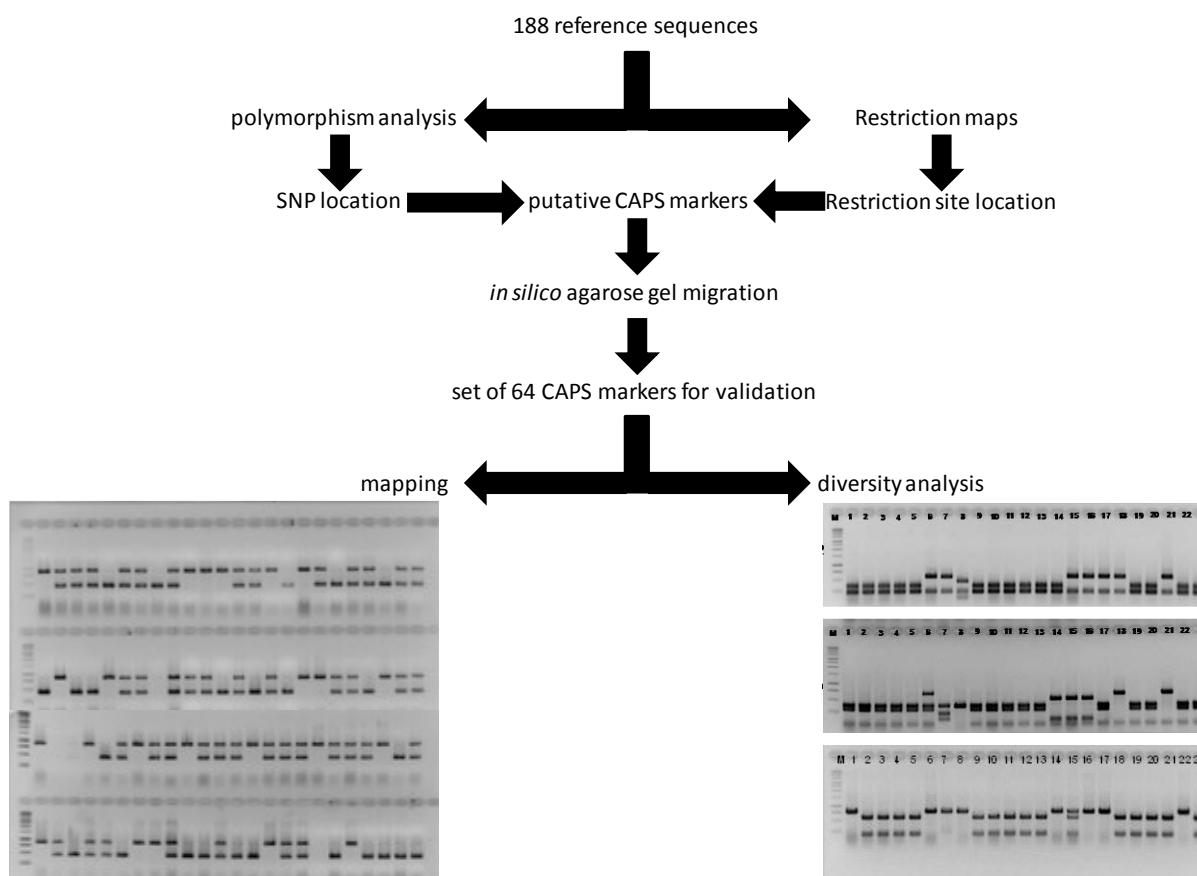 188 reference sequences
polymorphism analysis
Restriction maps
SNP location
putative CAPS markers
Restriction site location
in silico agarose gel migration
set of 64 CAPS markers for validation
mapping
diversity analysis
M 1 2 3 4 5 6 7 8 9 10 11 12 13 14 15 16 17 18 19 20 21 22
M 1 2 3 4 5 6 7 8 9 10 11 12 13 14 15 16 17 18 19 20 21 22
M 1 2 3 4 5 6 7 8 9 10 11 12 13 14 15 16 17 18 19 20 21 22